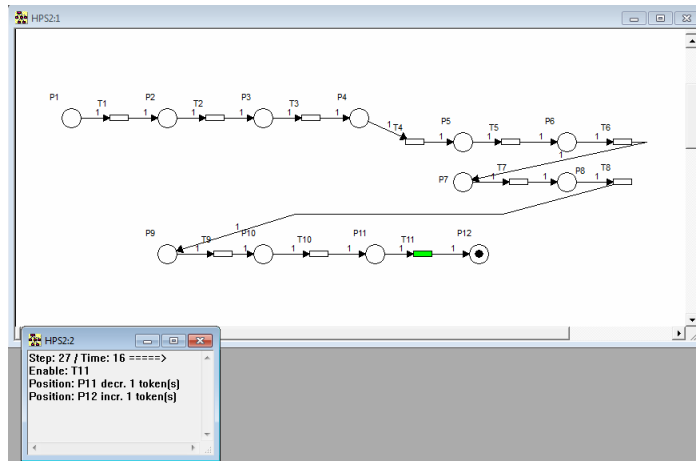 HPS2:1
P1 T1 P2 T2 P3 T3 P4
1 1 1 1 1 1
1
T4 P5 T5 P6 T6
1 1 1 1
1
P7 T7 P8 T8
1 1 1
1
P9 T9 P10 T10 P11 T11 P12
1 1 1 1 1 1
HPS2:2
Step: 27 / Time: 16 =====>
Enable: T11
Position: P11 decr. 1 token(s)
Position: P12 incr. 1 token(s)